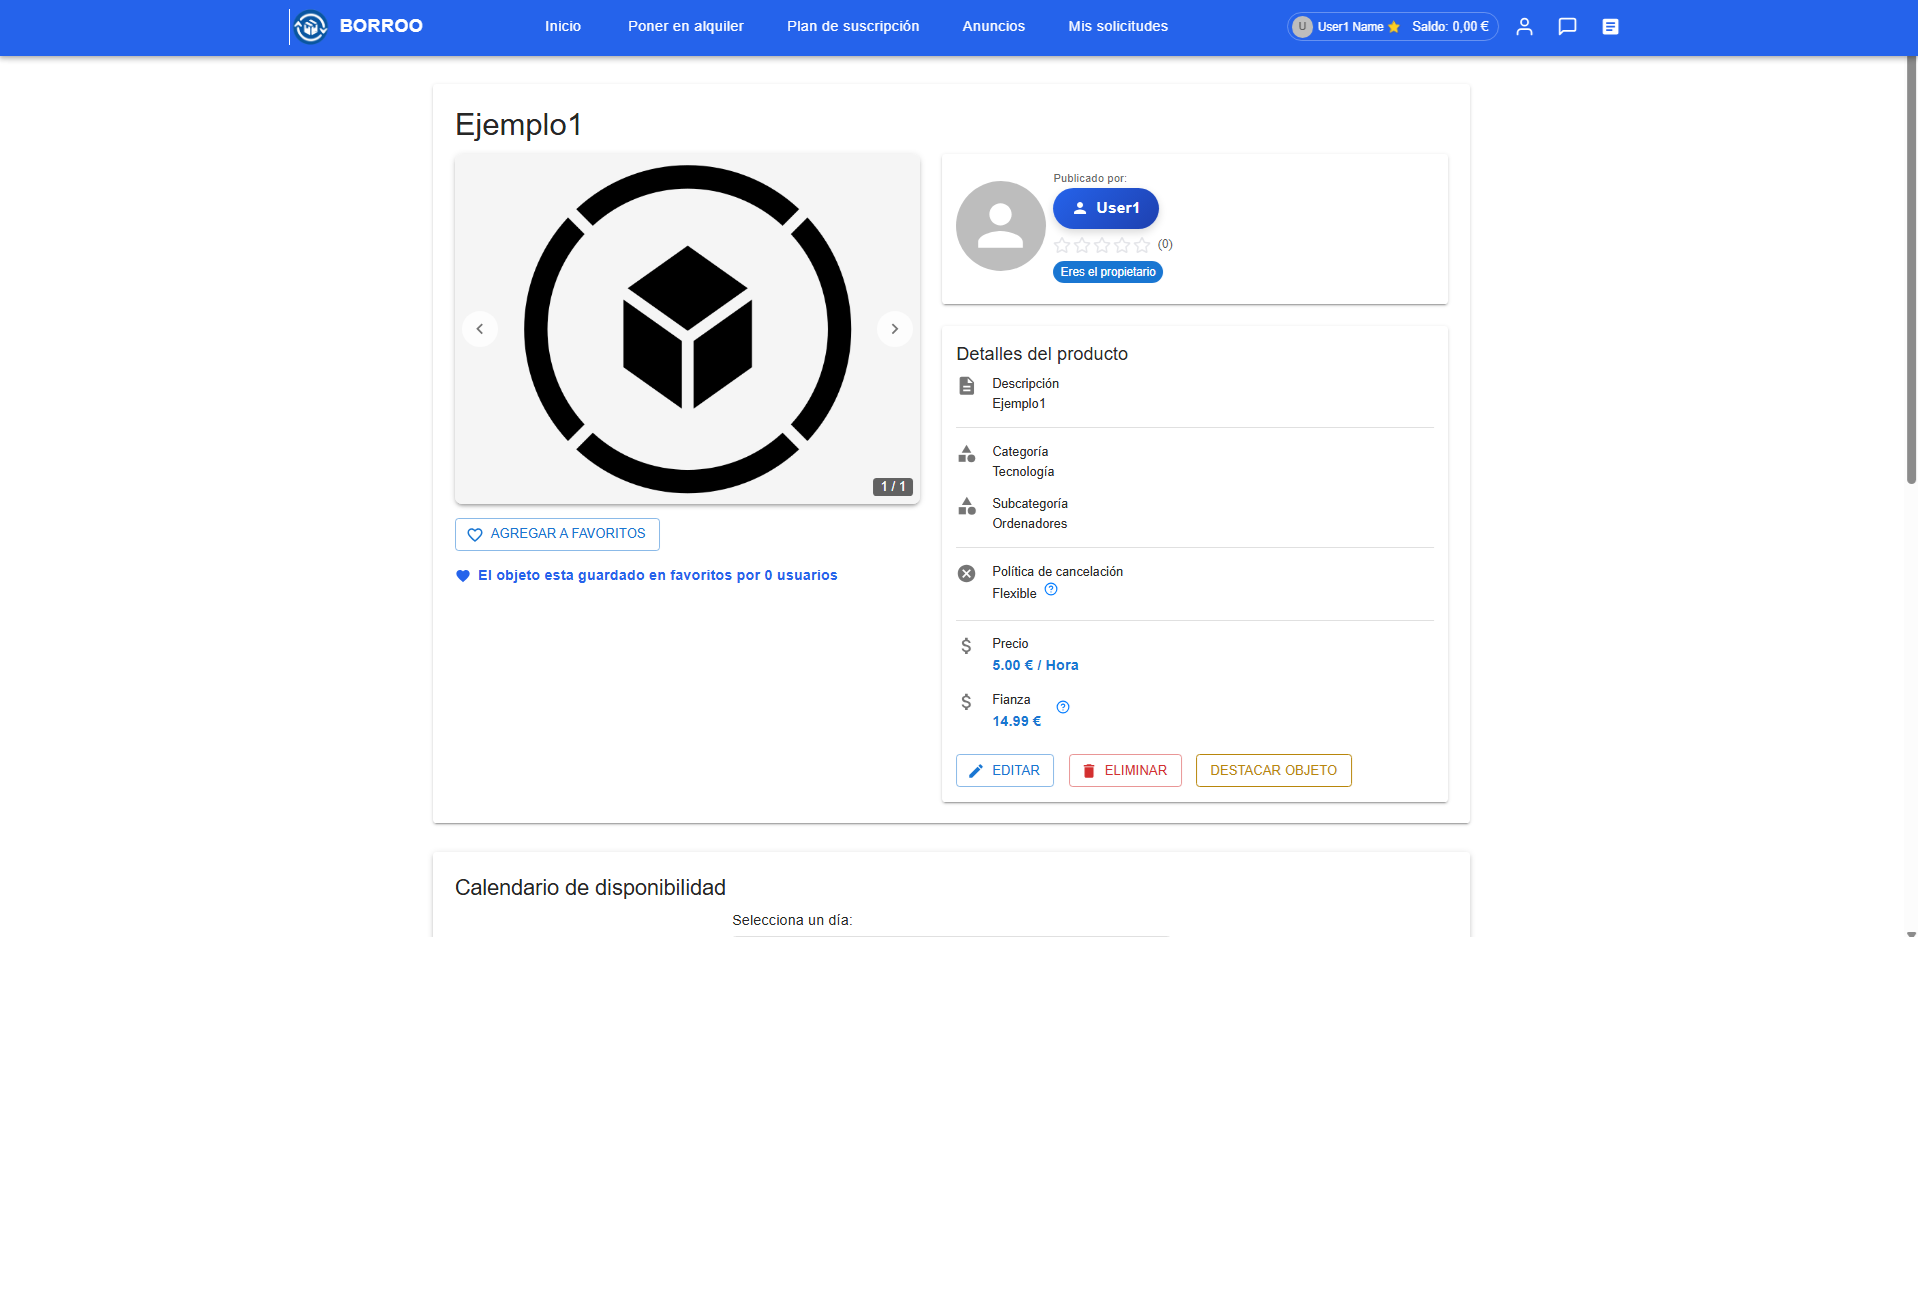 BORROO
Inicio
Poner en alquiler
Plan de suscripción
Anuncios
Mis solicitudes
U
User1 Name
Saldo: 0,00 €
Ejemplo1
1 / 1
AGREGAR A FAVORITOS
El objeto esta guardado en favoritos por 0 usuarios
Publicado por:
User1
(0)
Eres el propietario
Detalles del producto
Descripción
Ejemplo1
Categoría
Tecnología
Subcategoría
Ordenadores
Política de cancelación
Flexible
Precio
5.00 € / Hora
Fianza
14.99 €
EDITAR
ELIMINAR
DESTACAR OBJETO
Calendario de disponibilidad
Selecciona un día: